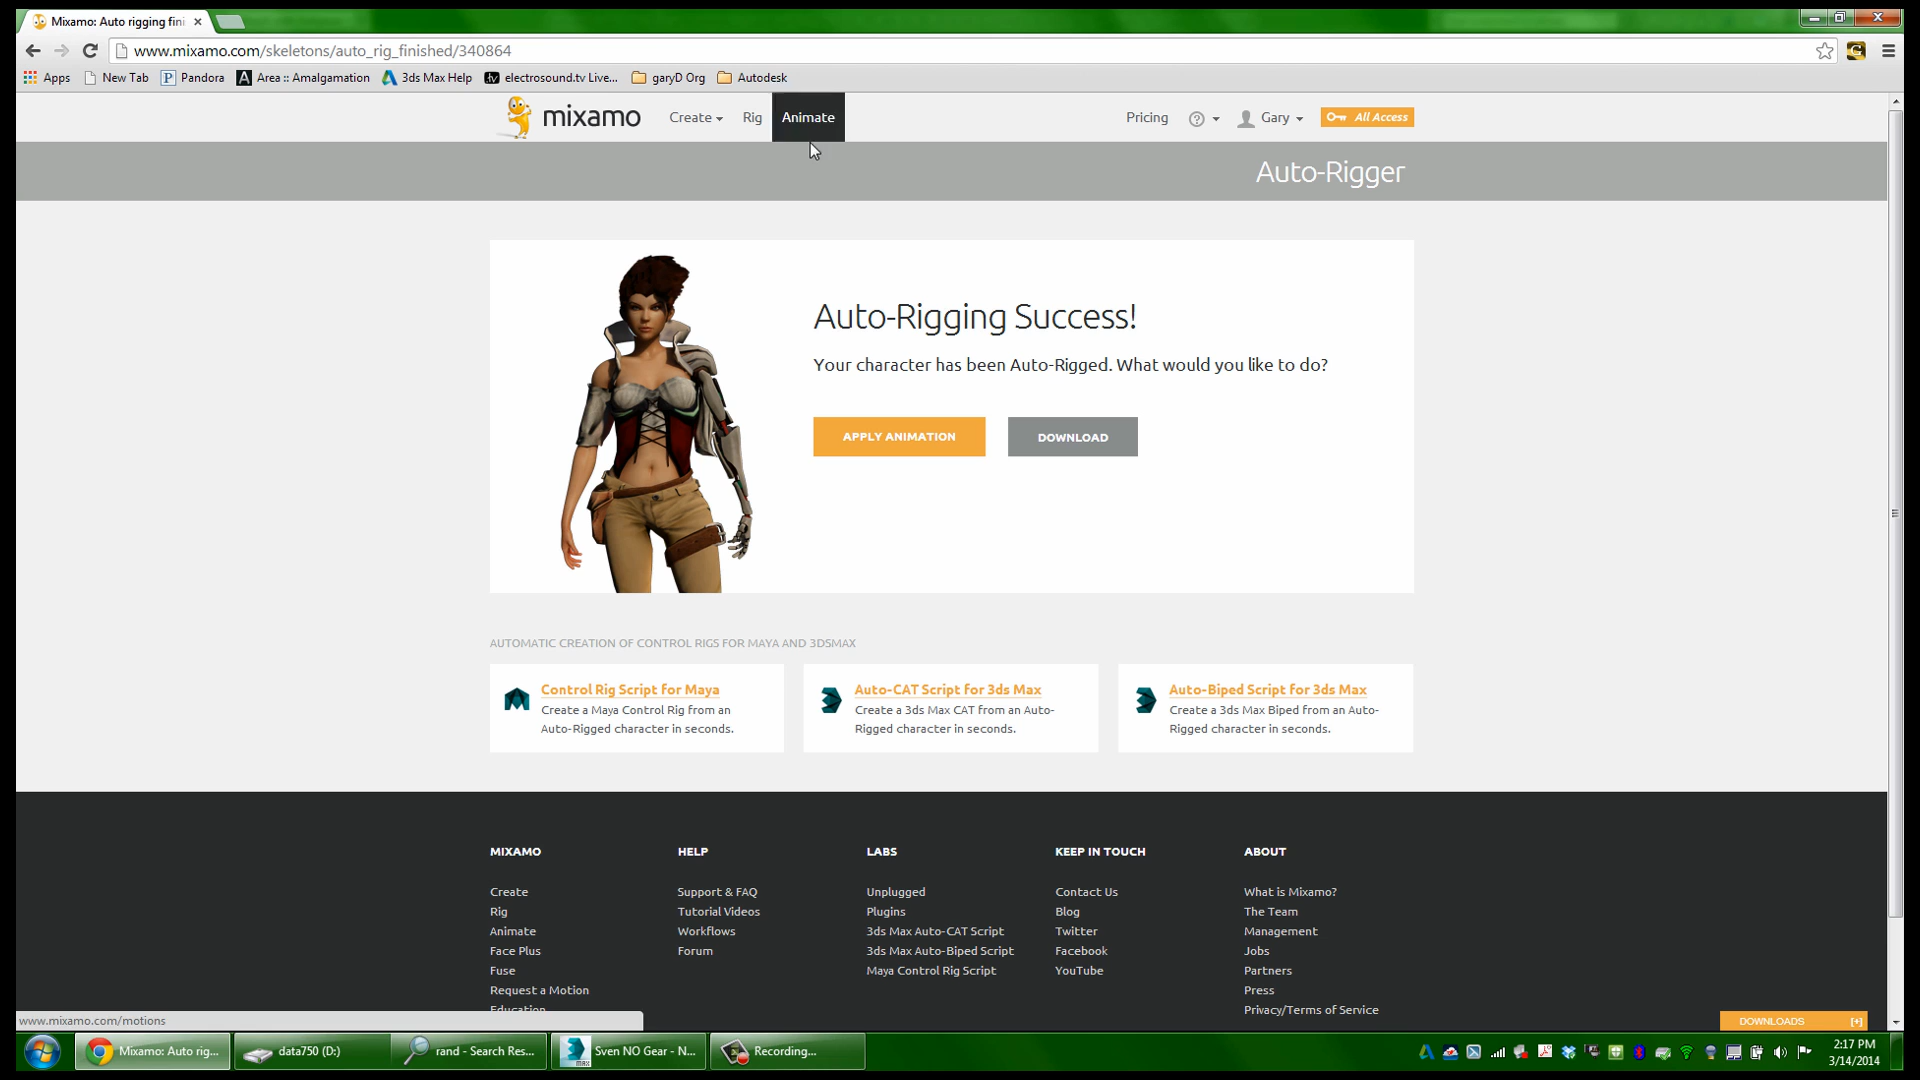 Mixamo: Auto rigging fini
www.mixamo.com/skeletons/auto_rig_finished/340864
Apps New Tab Pandora Area :: Amalgamation 3ds Max Help electrosound.tv Live... garyD Org Autodesk
mixamo Create Rig Animate Pricing Gary All Access
Auto-Rigger
Auto-Rigging Success!
Your character has been Auto-Rigged. What would you like to do?
APPLY ANIMATION DOWNLOAD
AUTOMATIC CREATION OF CONTROL RIGS FOR MAYA AND 3DSMAX
Control Rig Script for Maya
Create a Maya Control Rig from an
Auto-Rigged character in seconds.
Auto-CAT Script for 3ds Max
Create a 3ds Max CAT from an Auto-
Rigged character in seconds.
Auto-Biped Script for 3ds Max
Create a 3ds Max Biped from an Auto-
Rigged character in seconds.
MIXAMO
Create
Rig
Animate
Face Plus
Fuse
Request a Motion
Education
HELP
Support & FAQ
Tutorial Videos
Workflows
Forum
LABS
Unplugged
Plugins
3ds Max Auto-CAT Script
3ds Max Auto-Biped Script
Maya Control Rig Script
KEEP IN TOUCH
Contact Us
Blog
Twitter
Facebook
YouTube
ABOUT
What is Mixamo?
The Team
Management
Jobs
Partners
Press
Privacy/Terms of Service
www.mixamo.com/motions
DOWNLOADS [+]
Mixamo: Auto rig... data750 (D:) rand - Search Res... Sven NO Gear - N... Recording...
2:17 PM
3/14/2014